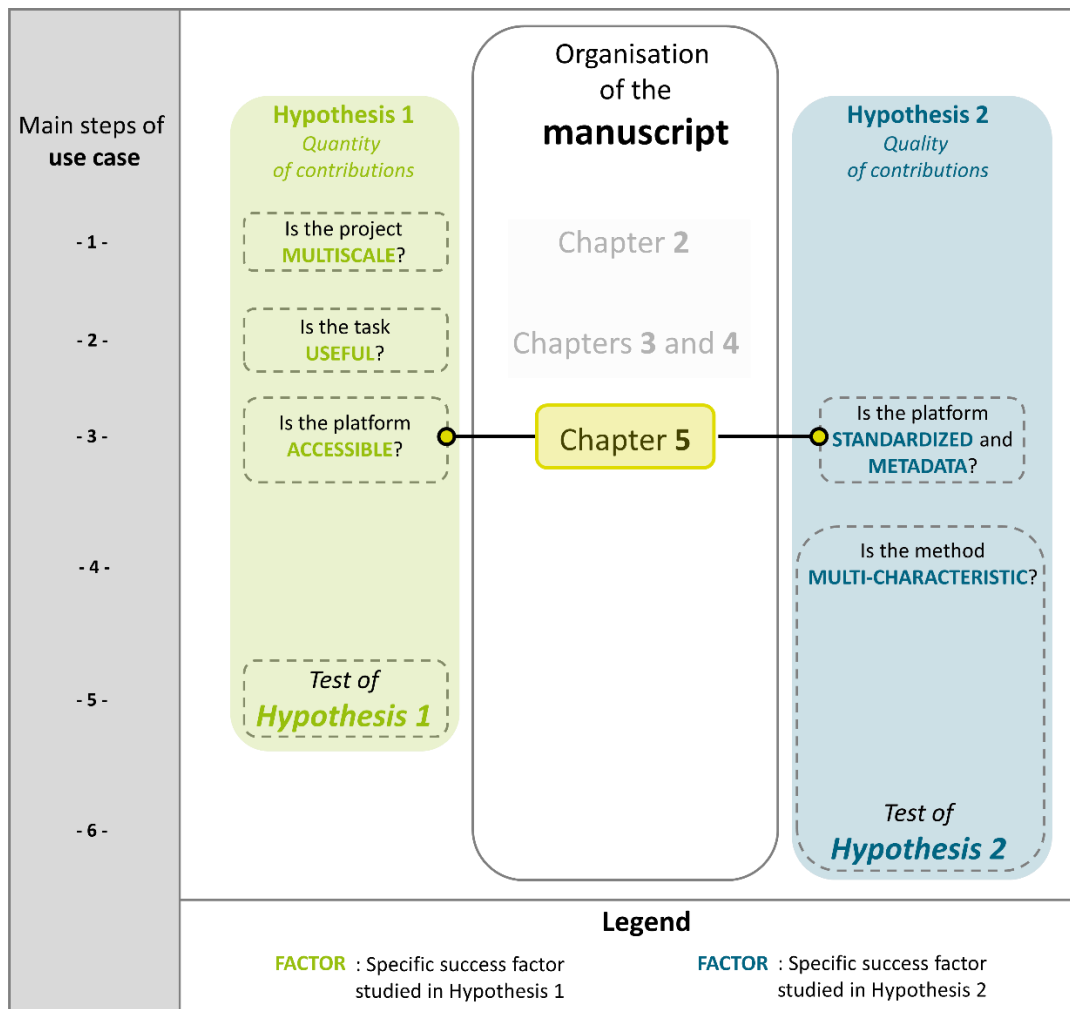 Main steps of
use case
- 1 -
- 2 -
- 3 -
- 4 -
- 5 -
- 6 -
Hypothesis 1
Quantity
of contributions
Is the project
MULTISCALE?
Is the task
USEFUL?
Is the platform
ACCESSIBLE?
Test of
Hypothesis 1
Organisation
of the
manuscript
Chapter 2
Chapters 3 and 4
Chapter 5
Hypothesis 2
Quality
of contributions
Is the platform
STANDARDIZED and
METADATA?
Is the method
MULTI-CHARACTERISTIC?
Test of
Hypothesis 2
Legend
FACTOR : Specific success factor
studied in Hypothesis 1
FACTOR : Specific success factor
studied in Hypothesis 2